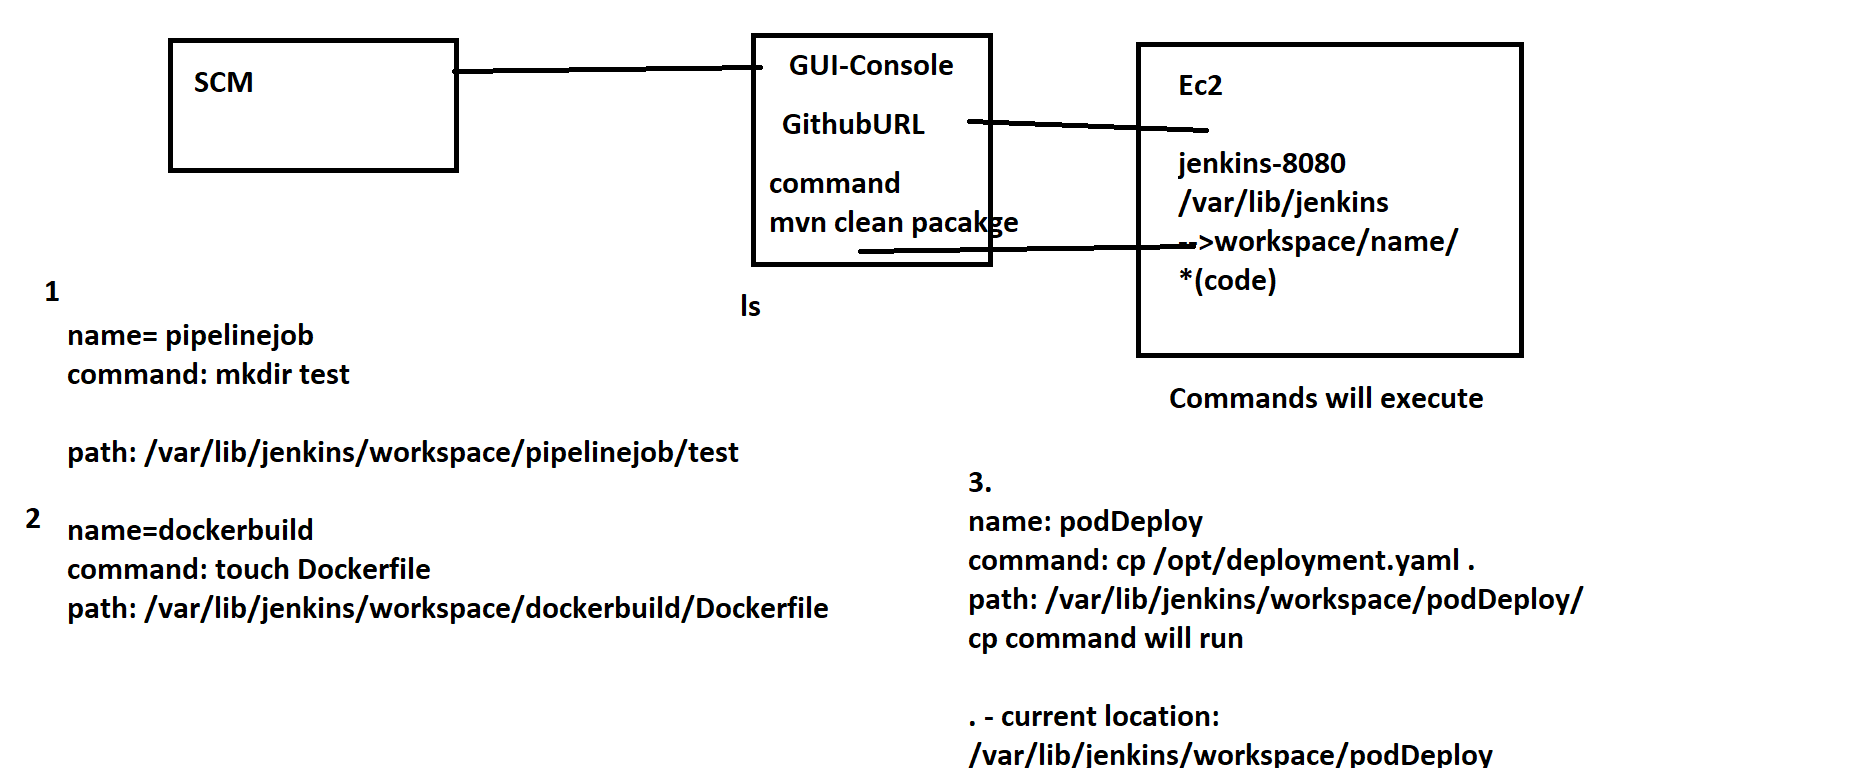 SCM
GUI-Console
GithubURL
command
mvn clean pacakge
ls
Ec2
jenkins-8080
/var/lib/jenkins
-->workspace/name/
*(code)
Commands will execute
1
name= pipelinejob
command: mkdir test
path: /var/lib/jenkins/workspace/pipelinejob/test
2
name=dockerbuild
command: touch Dockerfile
path: /var/lib/jenkins/workspace/dockerbuild/Dockerfile
3.
name: podDeploy
command: cp /opt/deployment.yaml .
path: /var/lib/jenkins/workspace/podDeploy/
cp command will run
. - current location:
/var/lib/jenkins/workspace/podDeploy